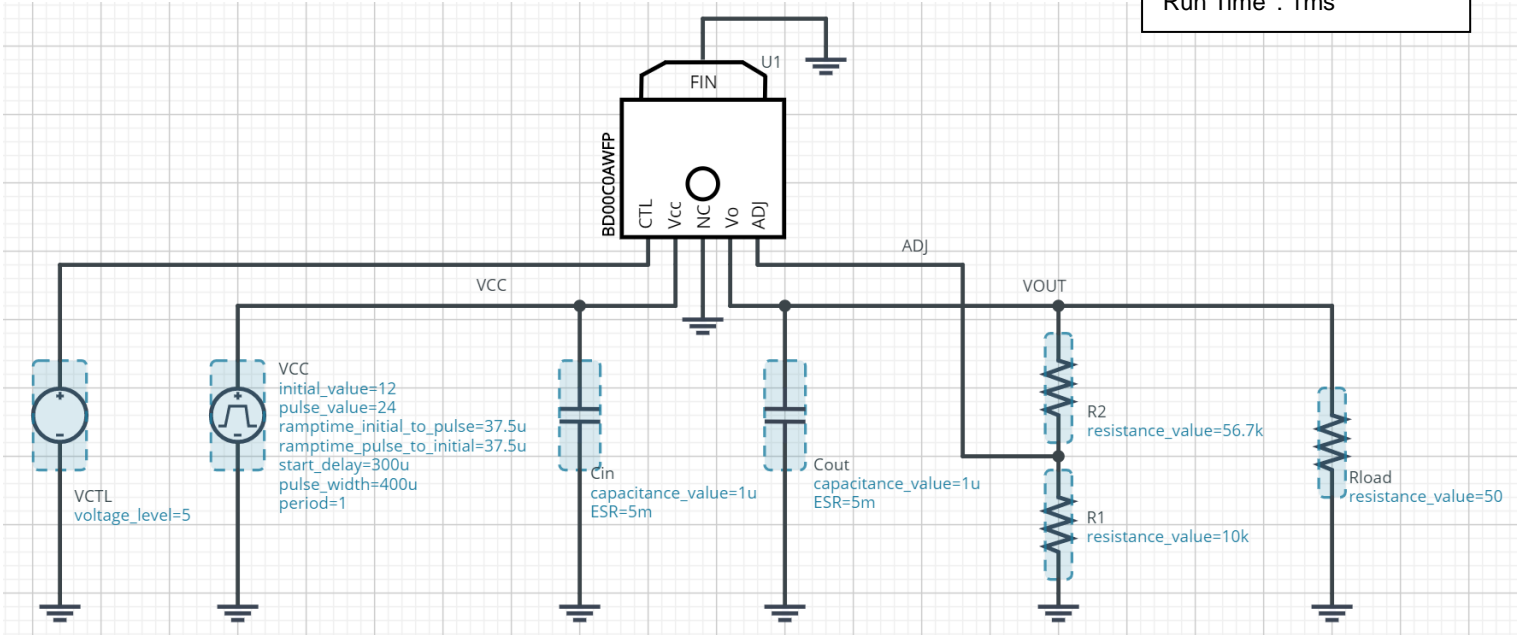 Run Time : 1ms
U1
FIN
BD00C0AWFP
CTL
Vcc
NC
Vo
ADJ
ADJ
VCC
VOUT
VCC
initial_value=12
pulse_value=24
ramptime_initial_to_pulse=37.5u
ramptime_pulse_to_initial=37.5u
start_delay=300u
pulse_width=400u
period=1
VCTL
voltage_level=5
Cin
capacitance_value=1u
ESR=5m
Cout
capacitance_value=1u
ESR=5m
R2
resistance_value=56.7k
R1
resistance_value=10k
Rload
resistance_value=50